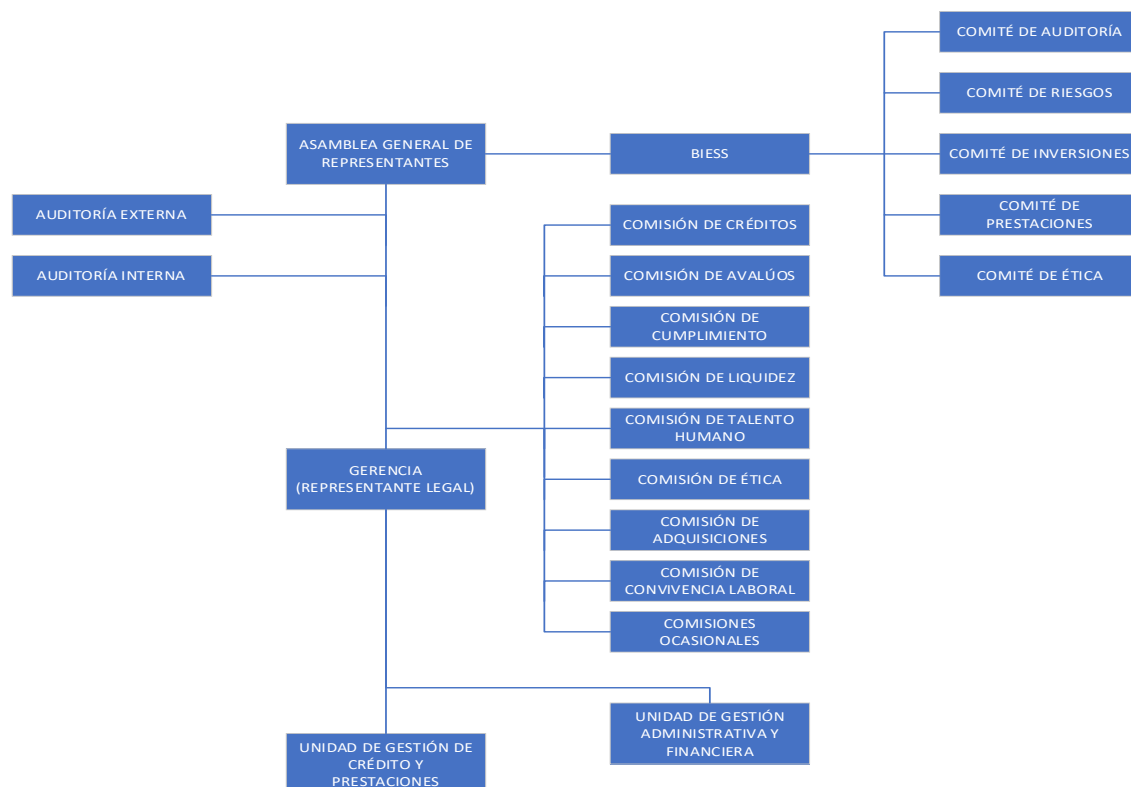 COMITÉ DE AUDITORÍA
COMITÉ DE RIESGOS
ASAMBLEA GENERAL DE
REPRESENTANTES
BIESS
COMITÉ DE INVERSIONES
AUDITORÍA EXTERNA
COMISIÓN DE CRÉDITOS
COMITÉ DE
PRESTACIONES
AUDITORÍA INTERNA
COMISIÓN DE AVALÚOS
COMITÉ DE ÉTICA
COMISIÓN DE
CUMPLIMIENTO
COMISIÓN DE LIQUIDEZ
COMISIÓN DE TALENTO
HUMANO
GERENCIA
(REPRESENTANTE LEGAL)
COMISIÓN DE ÉTICA
COMISIÓN DE
ADQUISICIONES
COMISIÓN DE
CONVIVENCIA LABORAL
COMISIONES
OCASIONALES
UNIDAD DE GESTIÓN
ADMINISTRATIVA Y
FINANCIERA
UNIDAD DE GESTIÓN DE
CRÉDITO Y
PRESTACIONES